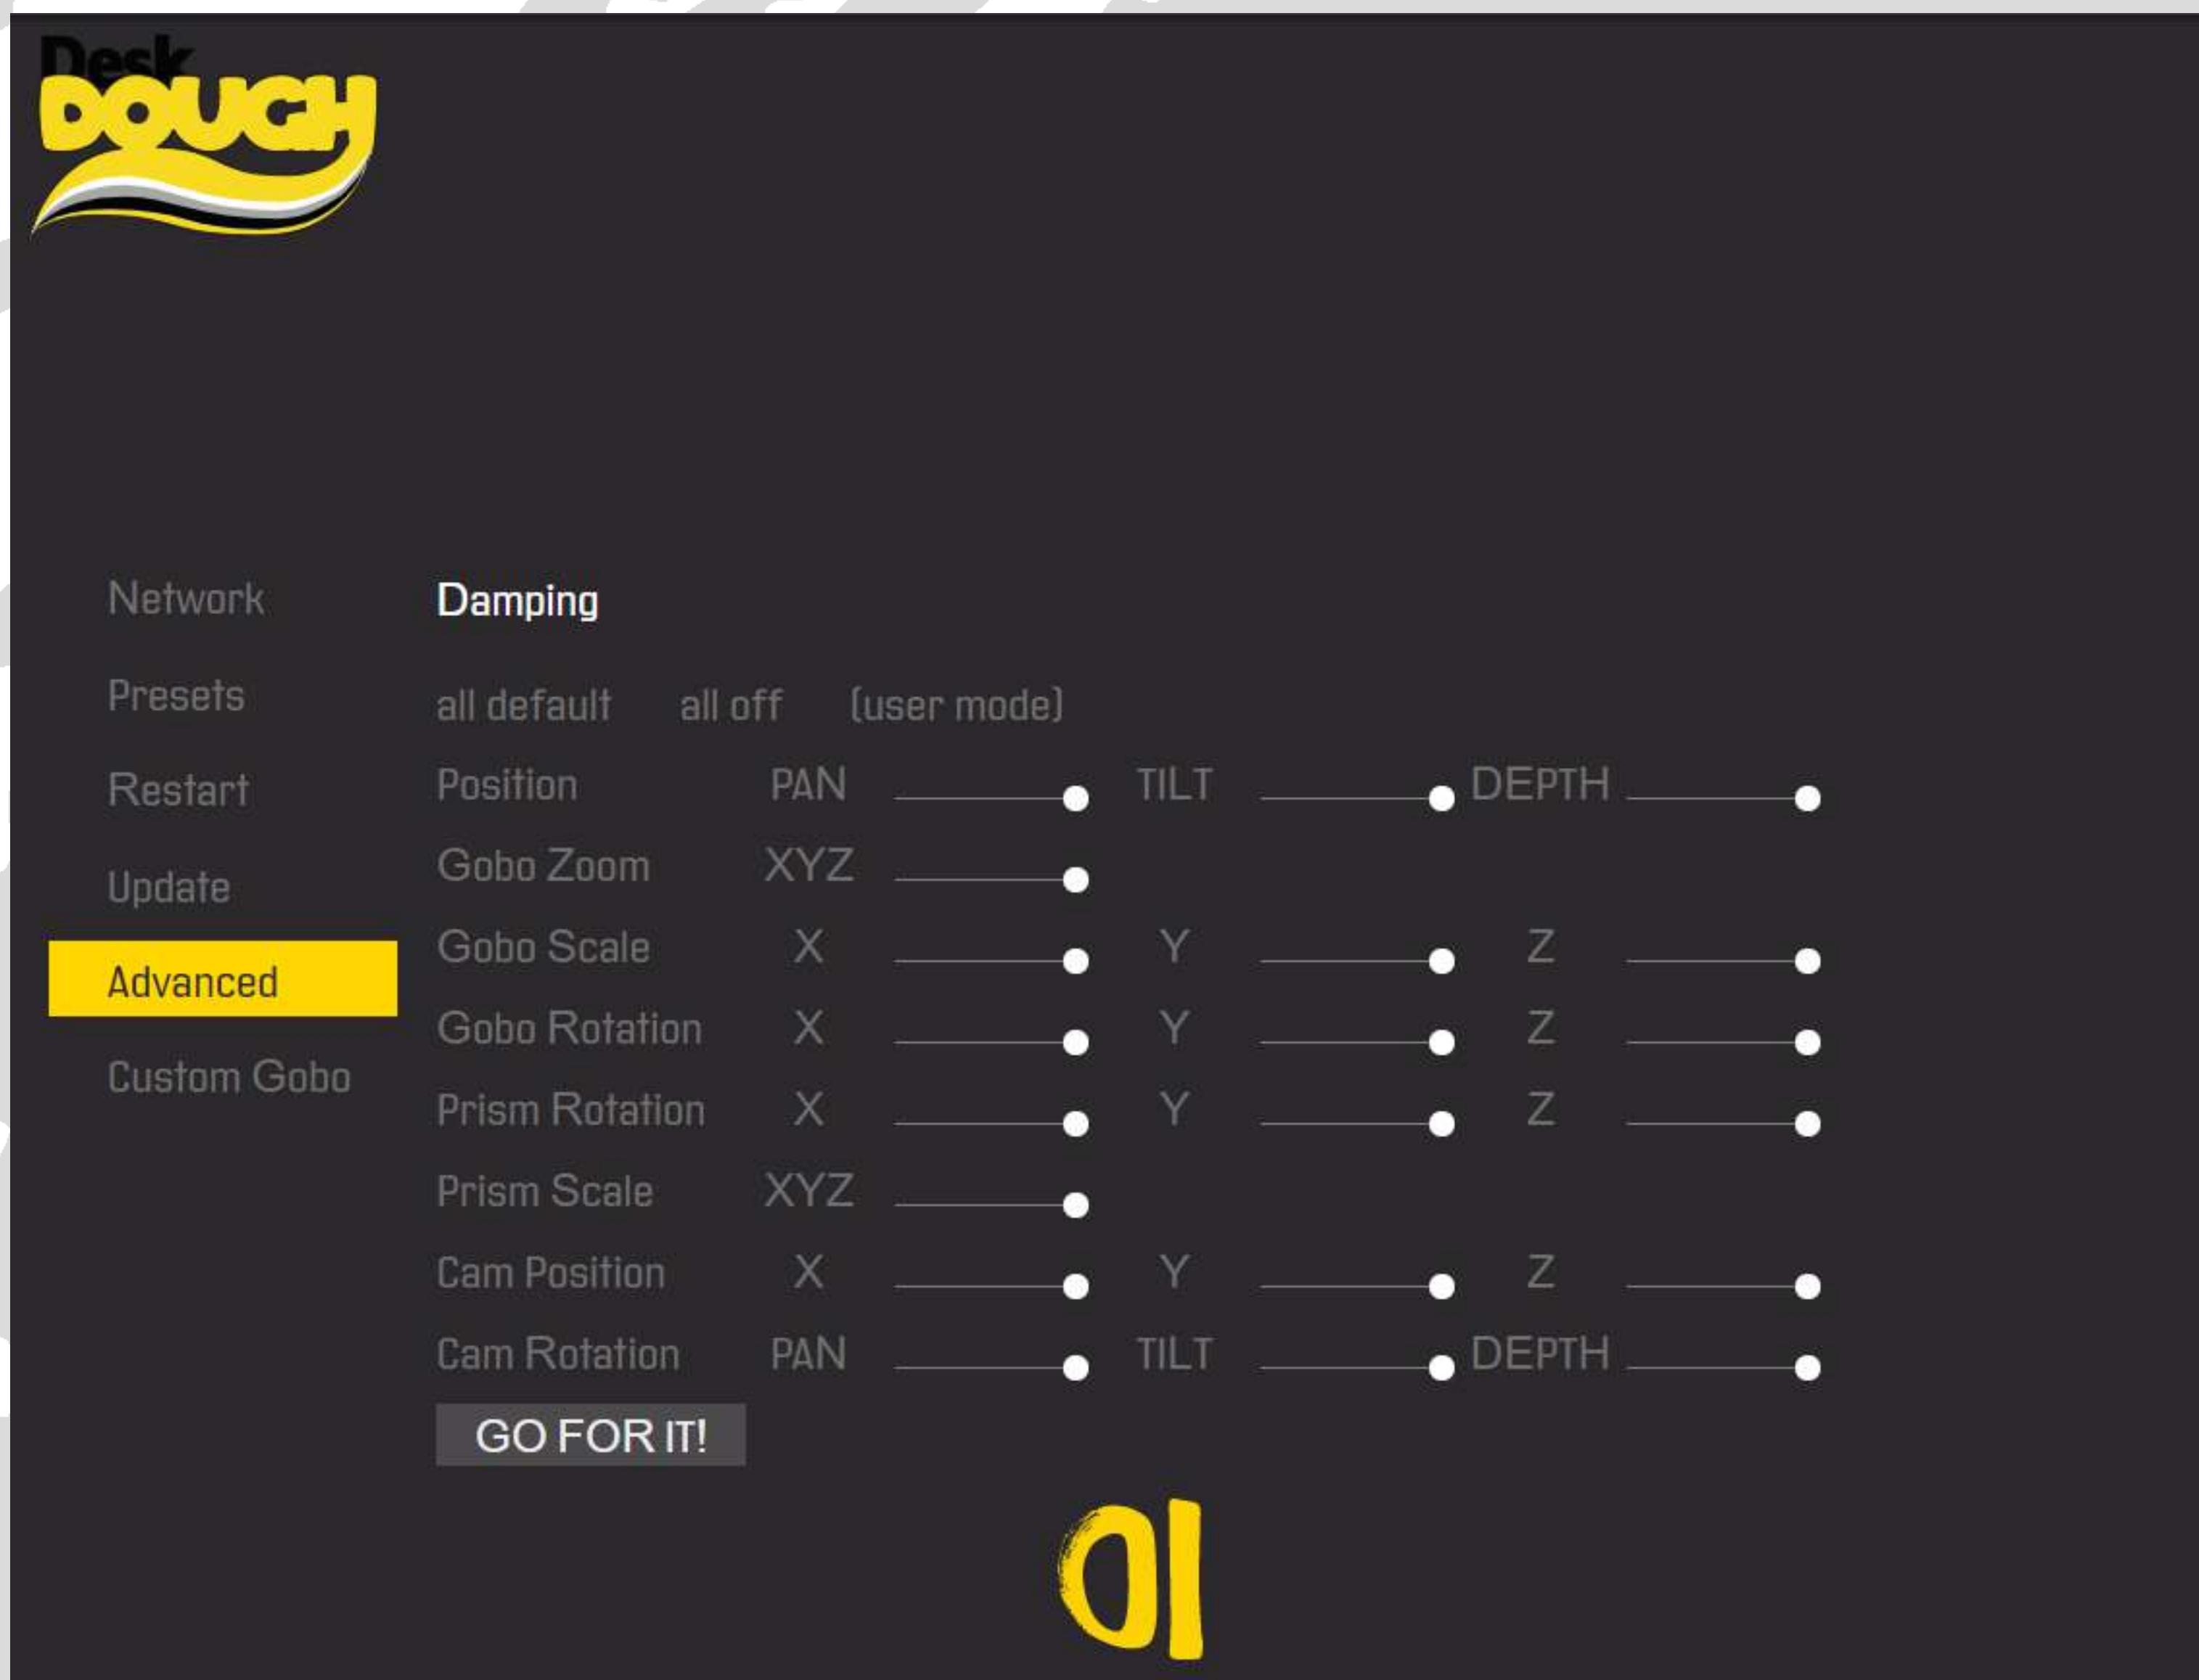 Desk
DOUGH
Network
Presets
Restart
Update
Advanced
Custom Gobo
Damping
all default all off (user mode)
Position PAN TILT DEPTH
Gobo Zoom XYZ
Gobo Scale X Y Z
Gobo Rotation X Y Z
Prism Rotation X Y Z
Prism Scale XYZ
Cam Position X Y Z
Cam Rotation PAN TILT DEPTH
GO FOR IT!